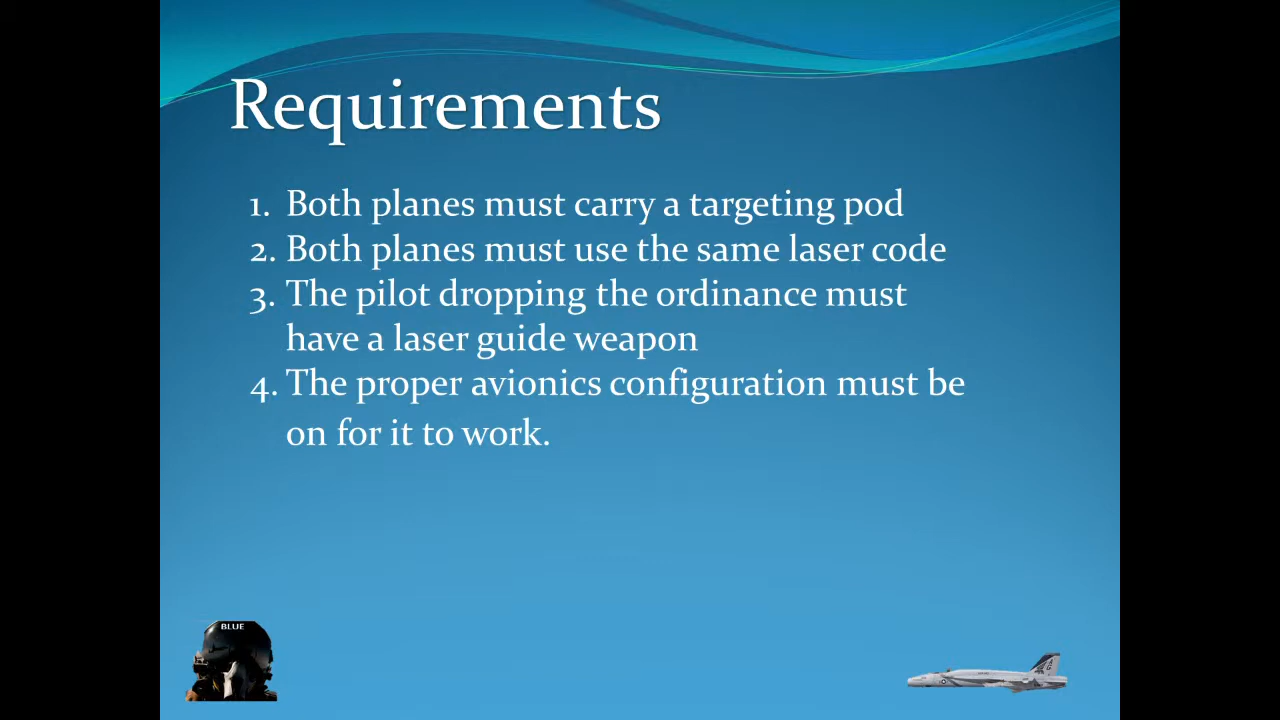 Requirements
1. Both planes must carry a targeting pod
2. Both planes must use the same laser code
3. The pilot dropping the ordinance must
have a laser guide weapon
4. The proper avionics configuration must be
on for it to work.
BLUE